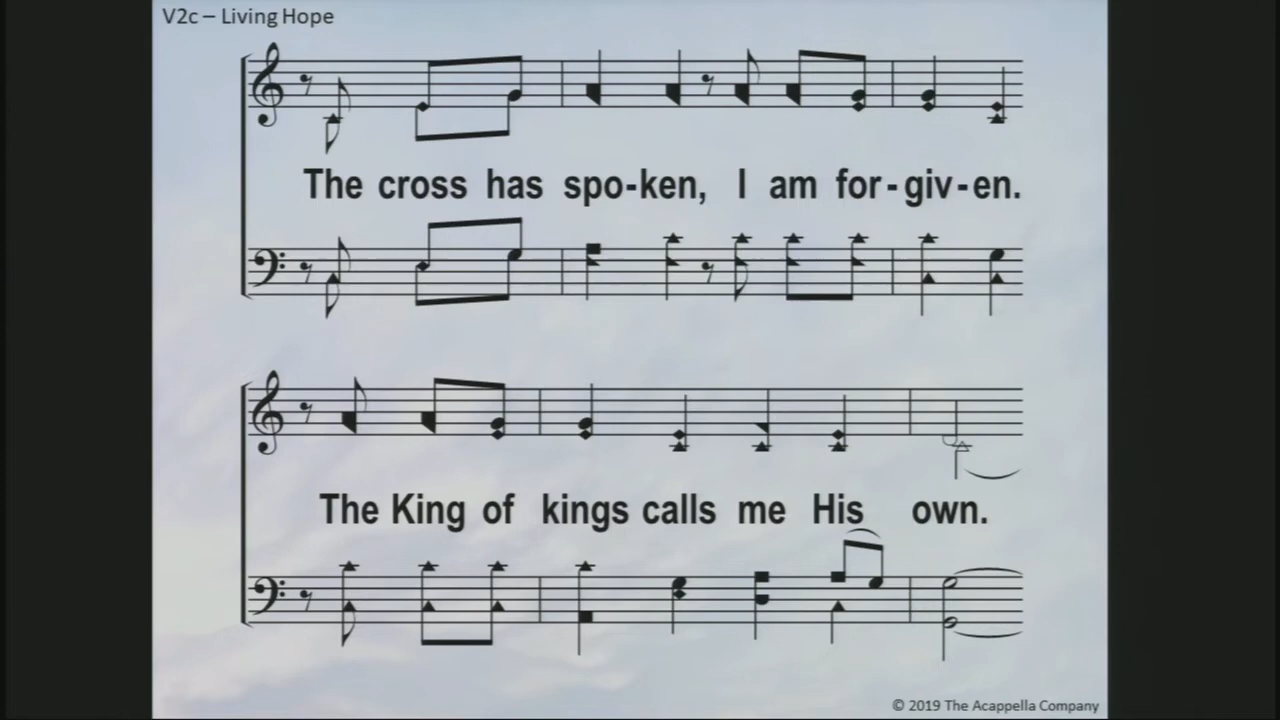 V2c – Living Hope
The cross has spo-ken, I am for-giv-en.
The King of kings calls me His own.
© 2019 The Acappella Company